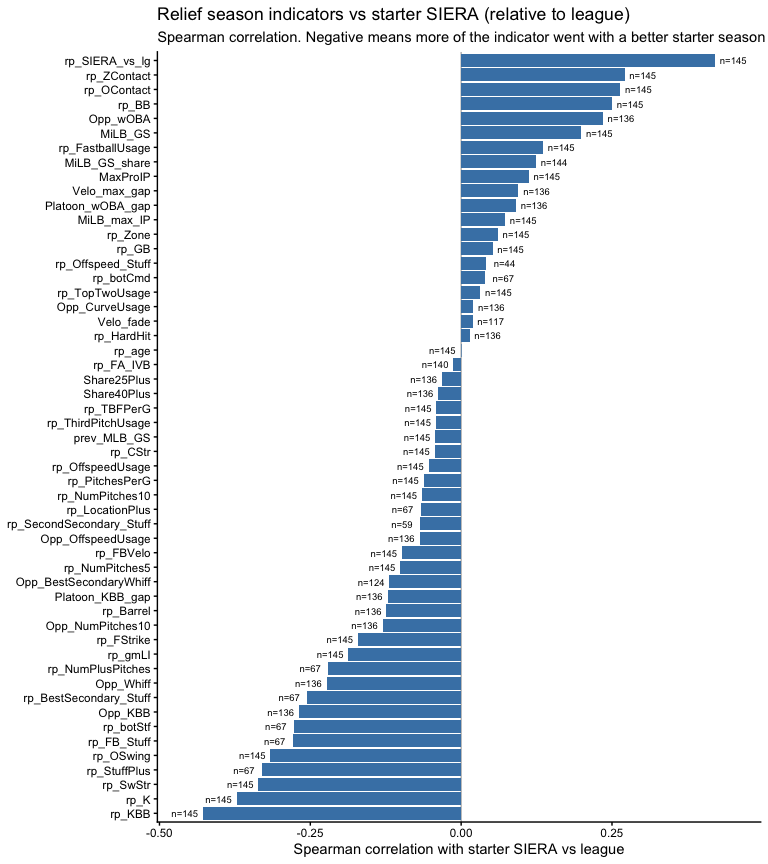 Relief season indicators vs starter SIERA (relative to league)
Spearman correlation. Negative means more of the indicator went with a better starter season
rp_SIERA_vs_lg n=145
rp_ZContact n=145
rp_OContact n=145
rp_BB n=145
Opp_wOBA n=136
MiLB_GS n=145
rp_FastballUsage n=145
MiLB_GS_share n=144
MaxProIP n=145
Velo_max_gap n=136
Platoon_wOBA_gap n=136
MiLB_max_IP n=145
rp_Zone n=145
rp_GB n=145
rp_Offspeed_Stuff n=44
rp_botCmd n=67
rp_TopTwoUsage n=145
Opp_CurveUsage n=136
Velo_fade n=117
rp_HardHit n=136
rp_age n=145
rp_FA_IVB n=140
Share25Plus n=136
Share40Plus n=136
rp_TBFPerG n=145
rp_ThirdPitchUsage n=145
prev_MLB_GS n=145
rp_CStr n=145
rp_OffspeedUsage n=145
rp_PitchesPerG n=145
rp_NumPitches10 n=145
rp_LocationPlus n=67
rp_SecondSecondary_Stuff n=59
Opp_OffspeedUsage n=136
rp_FBVelo n=145
rp_NumPitches5 n=145
Opp_BestSecondaryWhiff n=124
Platoon_KBB_gap n=136
rp_Barrel n=136
Opp_NumPitches10 n=136
rp_FStrike n=145
rp_gmLI n=145
rp_NumPlusPitches n=67
Opp_Whiff n=136
rp_BestSecondary_Stuff n=67
Opp_KBB n=136
rp_botStf n=67
rp_FB_Stuff n=67
rp_OSwing n=145
rp_StuffPlus n=67
rp_SwStr n=145
rp_K n=145
rp_KBB n=145
-0.50 -0.25 0.00 0.25
Spearman correlation with starter SIERA vs league